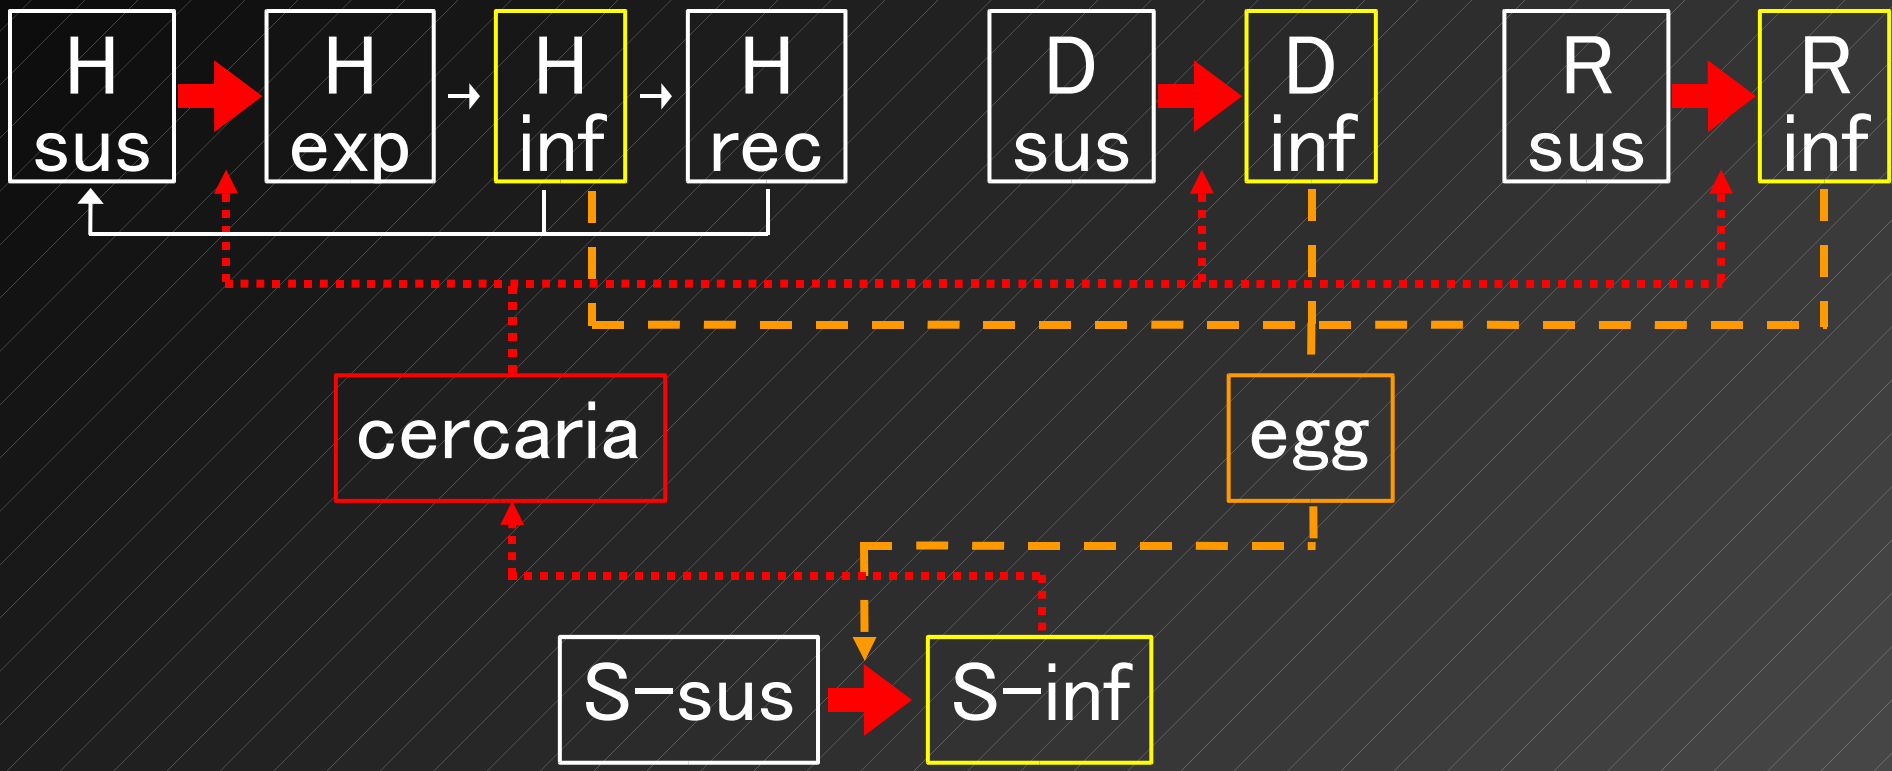 H
sus
H
exp
H
inf
H
rec
D
sus
D
inf
R
sus
R
inf
cercaria
egg
S-sus
S-inf